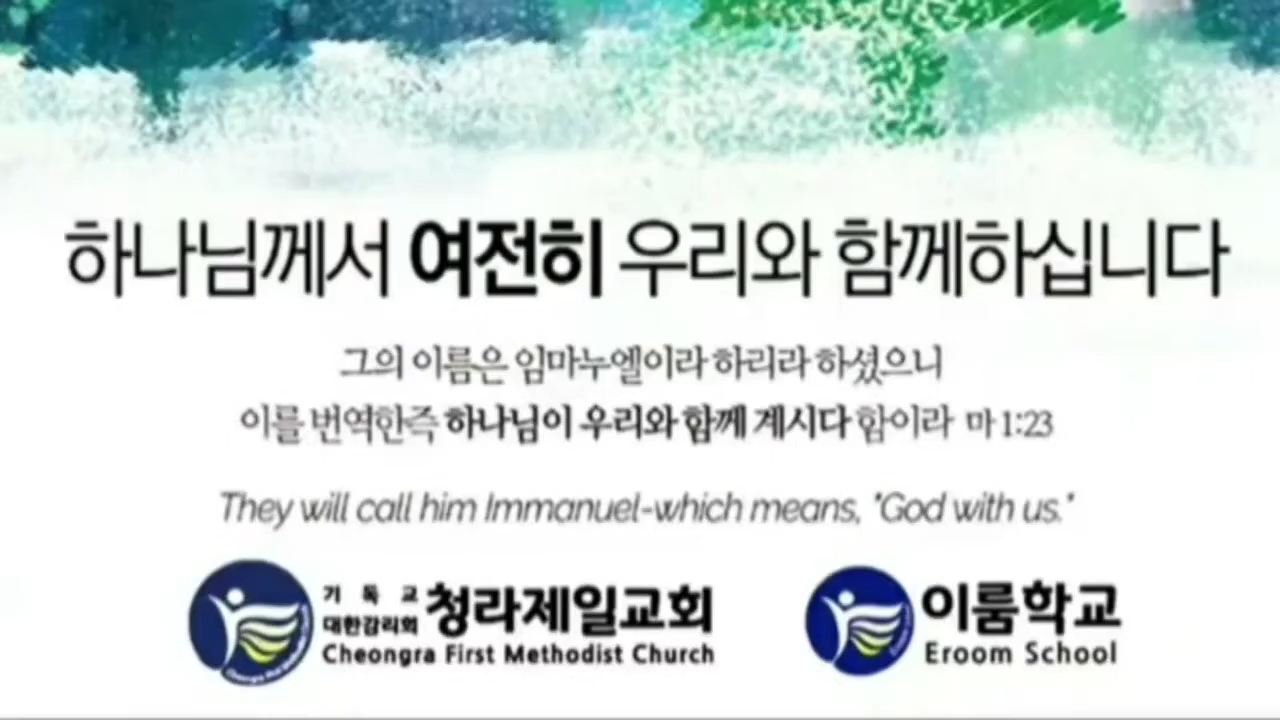 하나님께서 여전히 우리와 함께하십니다
그의 이름은 임마누엘이라 하리라 하셨으니
이를 번역한즉 하나님이 우리와 함께 계시다 함이라 마 1:23
They will call him Immanuel-which means, "God with us."
기독교
대한감리회
청라제일교회
Cheongra First Methodist Church
이룸학교
Eroom School